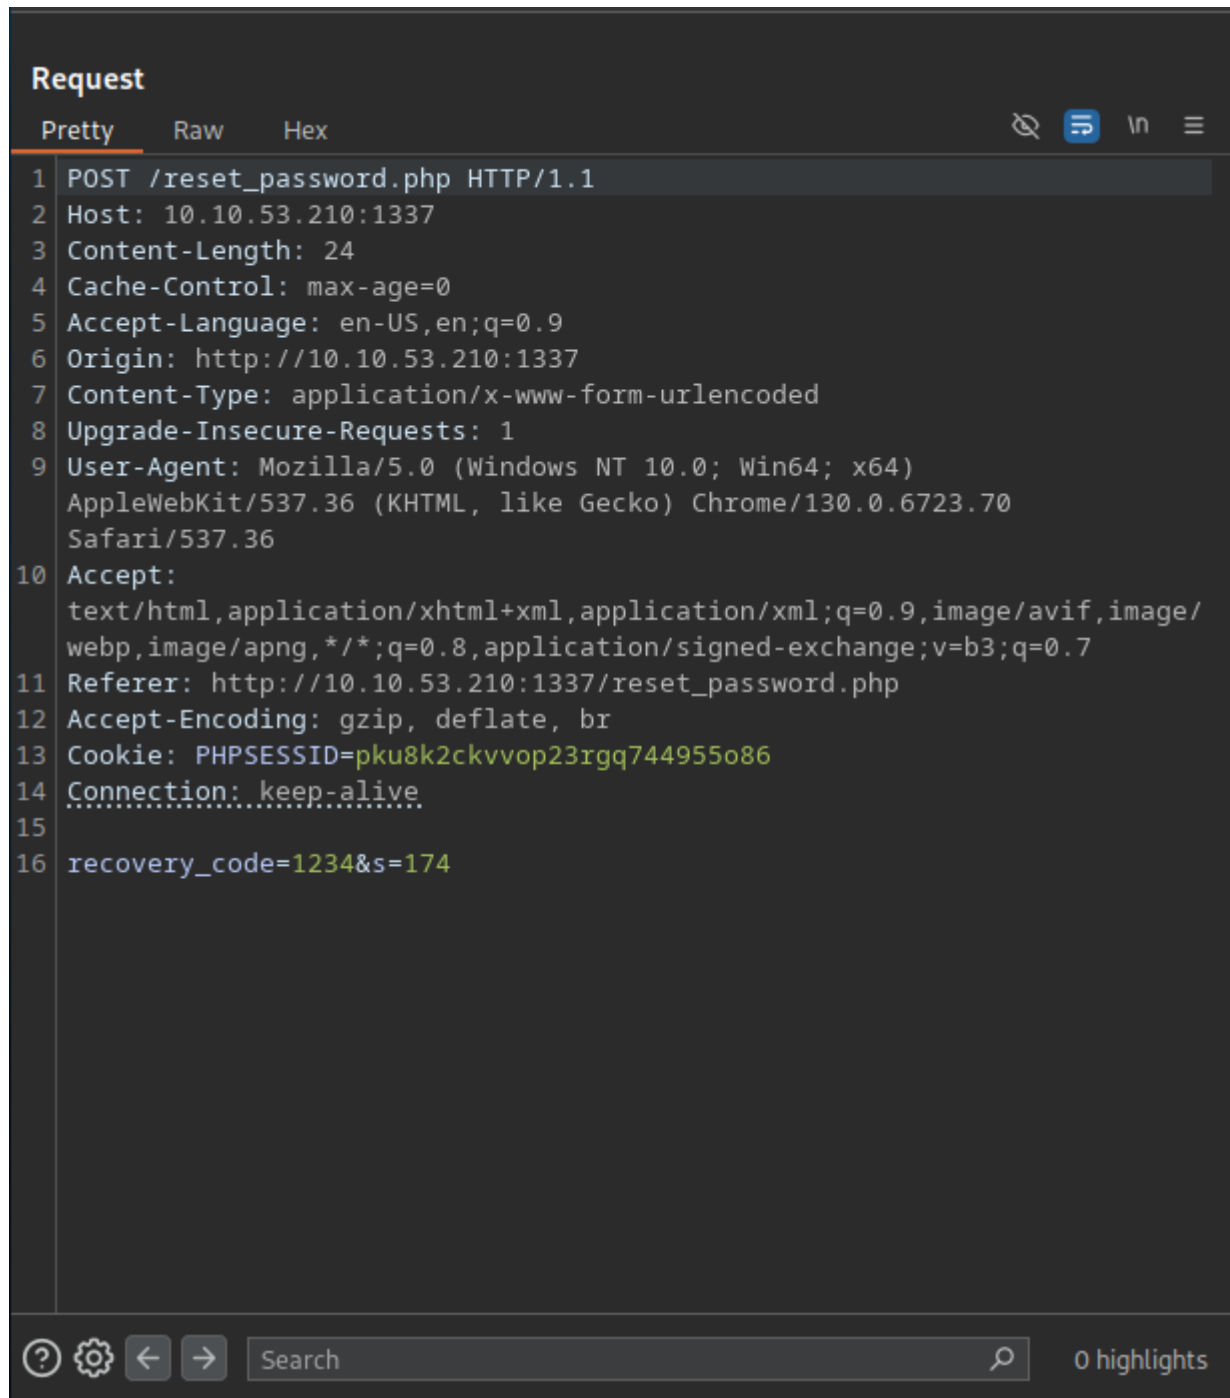 Request
Pretty Raw Hex \n
1 POST /reset_password.php HTTP/1.1
2 Host: 10.10.53.210:1337
3 Content-Length: 24
4 Cache-Control: max-age=0
5 Accept-Language: en-US,en;q=0.9
6 Origin: http://10.10.53.210:1337
7 Content-Type: application/x-www-form-urlencoded
8 Upgrade-Insecure-Requests: 1
9 User-Agent: Mozilla/5.0 (Windows NT 10.0; Win64; x64)
AppleWebKit/537.36 (KHTML, like Gecko) Chrome/130.0.6723.70
Safari/537.36
10 Accept:
text/html,application/xhtml+xml,application/xml;q=0.9,image/avif,image/
webp,image/apng,*/*;q=0.8,application/signed-exchange;v=b3;q=0.7
11 Referer: http://10.10.53.210:1337/reset_password.php
12 Accept-Encoding: gzip, deflate, br
13 Cookie: PHPSESSID=pku8k2ckvvop23rgq744955o86
14 Connection: keep-alive
15
16 recovery_code=1234&s=174
Search 0 highlights